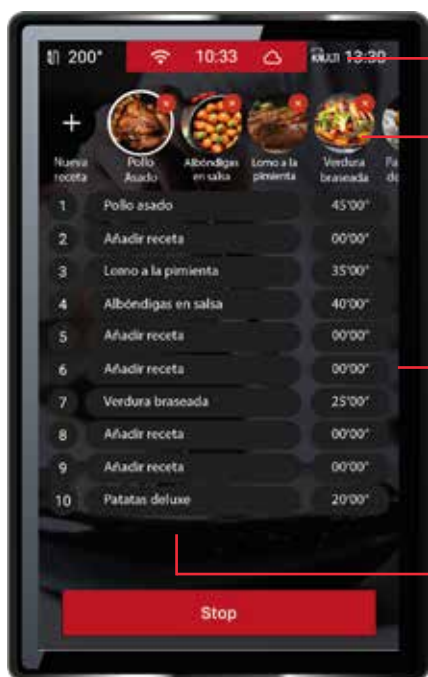 200° 10:33 13:30
+
Nueva receta
Pollo Asado
Albóndigas en salsa
Lomo a la pimienta
Verdura braseada
1 Pollo asado 45'00"
2 Añadir receta 00'00"
3 Lomo a la pimienta 35'00"
4 Albóndigas en salsa 40'00"
5 Añadir receta 00'00"
6 Añadir receta 00'00"
7 Verdura braseada 25'00"
8 Añadir receta 00'00"
9 Añadir receta 00'00"
10 Patatas deluxe 20'00"
Stop